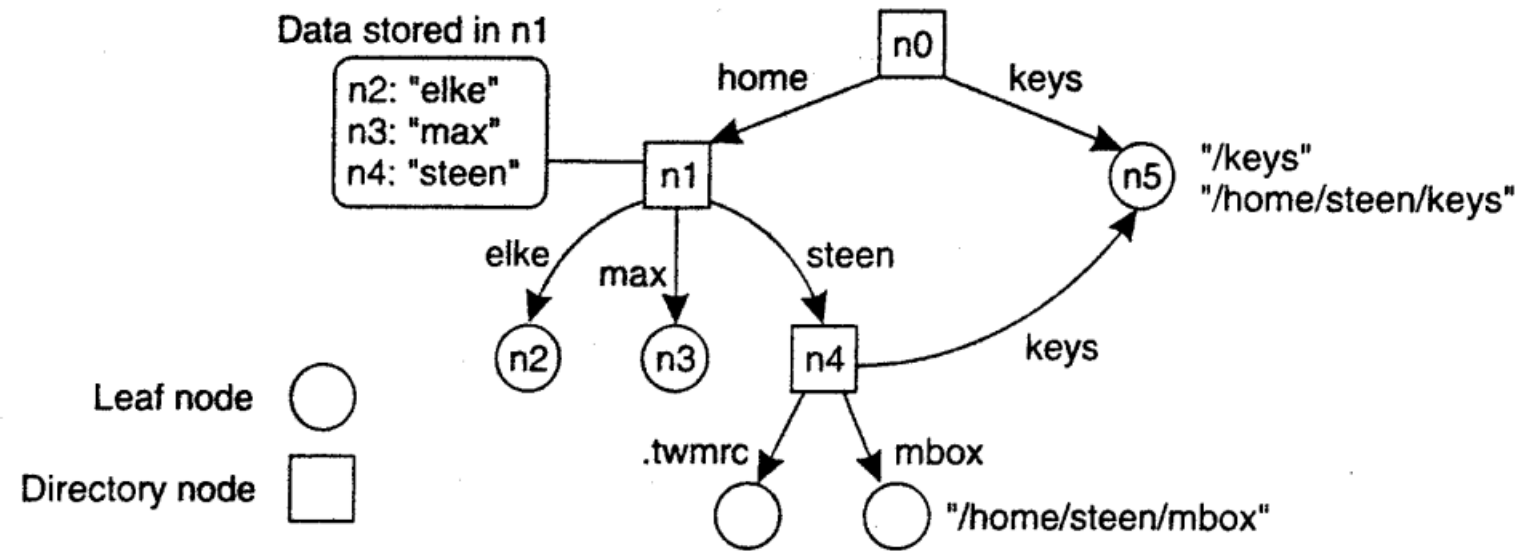 Data stored in n1
n0
home
keys
n2: "elke"
n3: "max"
n4: "steen"
n1
n5
"/keys"
"/home/steen/keys"
elke
max
steen
n2
n3
n4
keys
Leaf node
.twmrc
mbox
Directory node
"/home/steen/mbox"